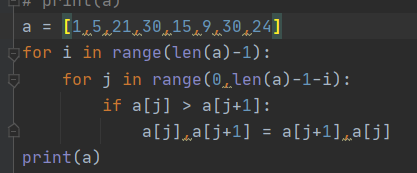 # print(a)
a = [1,5,21,30,15,9,30,24]
for i in range(len(a)-1):
    for j in range(0,len(a)-1-i):
        if a[j] > a[j+1]:
            a[j],a[j+1] = a[j+1],a[j]
print(a)